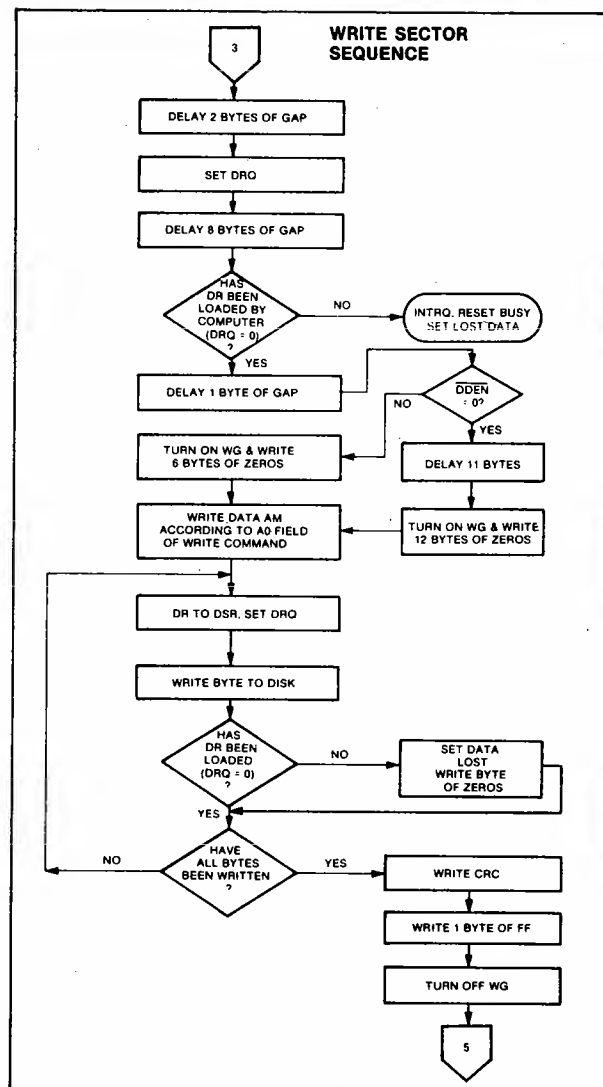 WRITE SECTOR
SEQUENCE
3
DELAY 2 BYTES OF GAP
SET DRQ
DELAY 8 BYTES OF GAP
HAS
DR BEEN
LOADED BY
COMPUTER
(DRQ = 0)
?
NO
INTRQ. RESET BUSY
SET LOST DATA
YES
DELAY 1 BYTE OF GAP
DDEN
= 0?
NO
YES
TURN ON WG & WRITE
6 BYTES OF ZEROS
DELAY 11 BYTES
WRITE DATA AM
ACCORDING TO A0 FIELD
OF WRITE COMMAND
TURN ON WG & WRITE
12 BYTES OF ZEROS
DR TO DSR, SET DRQ
WRITE BYTE TO DISK
HAS
DR BEEN
LOADED
(DRQ = 0)
?
NO
SET DATA
LOST
WRITE BYTE
OF ZEROS
YES
HAVE
ALL BYTES
BEEN WRITTEN
?
NO
YES
WRITE CRC
WRITE 1 BYTE OF FF
TURN OFF WG
5